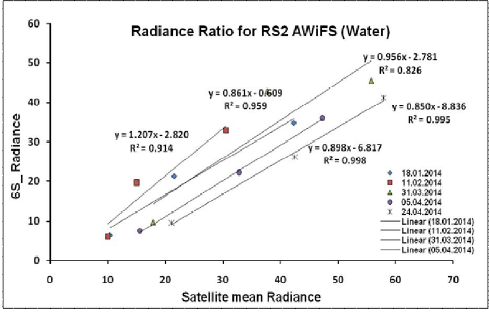 Radiance Ratio for RS2 AWiFS (Water)
60
50
40
30
20
10
0
6S_ Radiance
y = 0.956x - 2.781
R² = 0.826
y = 0.861x - 0.609
R² = 0.959
y = 0.850x - 8.836
R² = 0.995
y = 1.207x - 2.820
R² = 0.914
y = 0.898x - 6.817
R² = 0.998
18.01.2014
11.02.2014
31.03.2014
05.04.2014
24.04.2014
Linear (18.01.2014)
Linear (11.02.2014)
Linear (31.03.2014)
Linear (05.04.2014)
0 10 20 30 40 50 60 70
Satellite mean Radiance